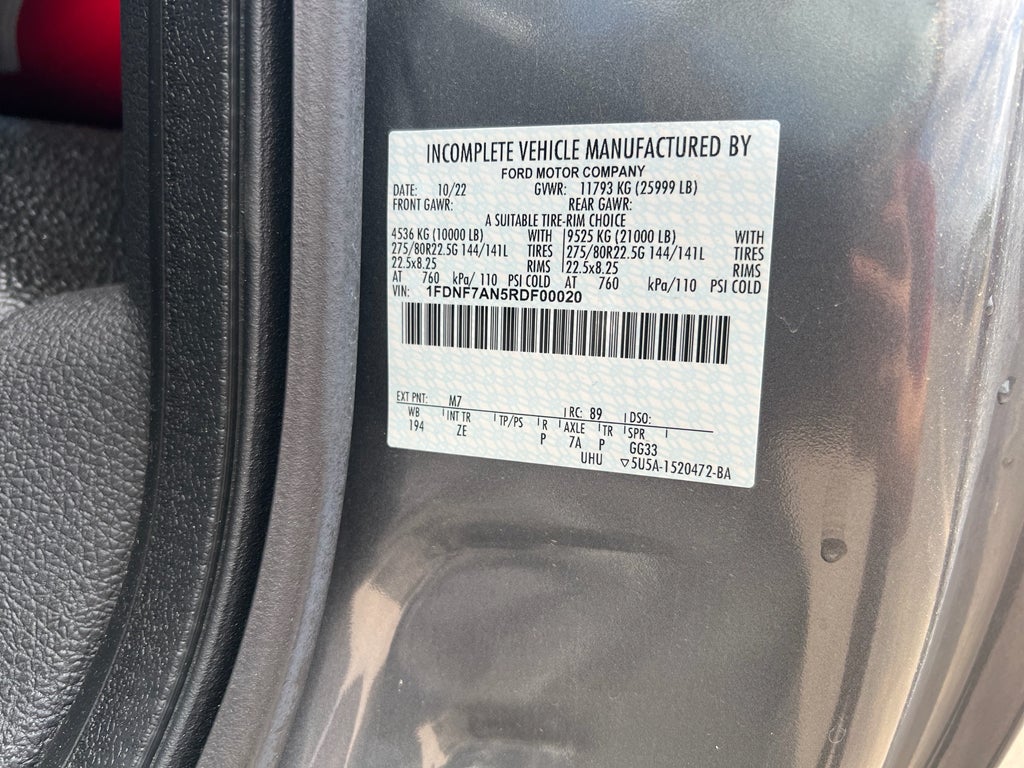 INCOMPLETE VEHICLE MANUFACTURED BY
FORD MOTOR COMPANY
DATE: 10/22 GVWR: 11793 KG (25999 LB)
FRONT GAWR: REAR GAWR:
A SUITABLE TIRE-RIM CHOICE
4536 KG (10000 LB) WITH 9525 KG (21000 LB) WITH
275/80R22.5G 144/141L TIRES 275/80R22.5G 144/141L TIRES
22.5x8.25 RIMS 22.5x8.25 RIMS
AT 760 kPa/ 110 PSI COLD AT 760 kPa/110 PSI COLD
VIN: 1FDNF7AN5RDF00020
EXT PNT: M7 RC: 89 DSO:
WB INT TR TP/PS R AXLE TR SPR
194 ZE P 7A P GG33
UHU ▽5U5A-1520472-BA